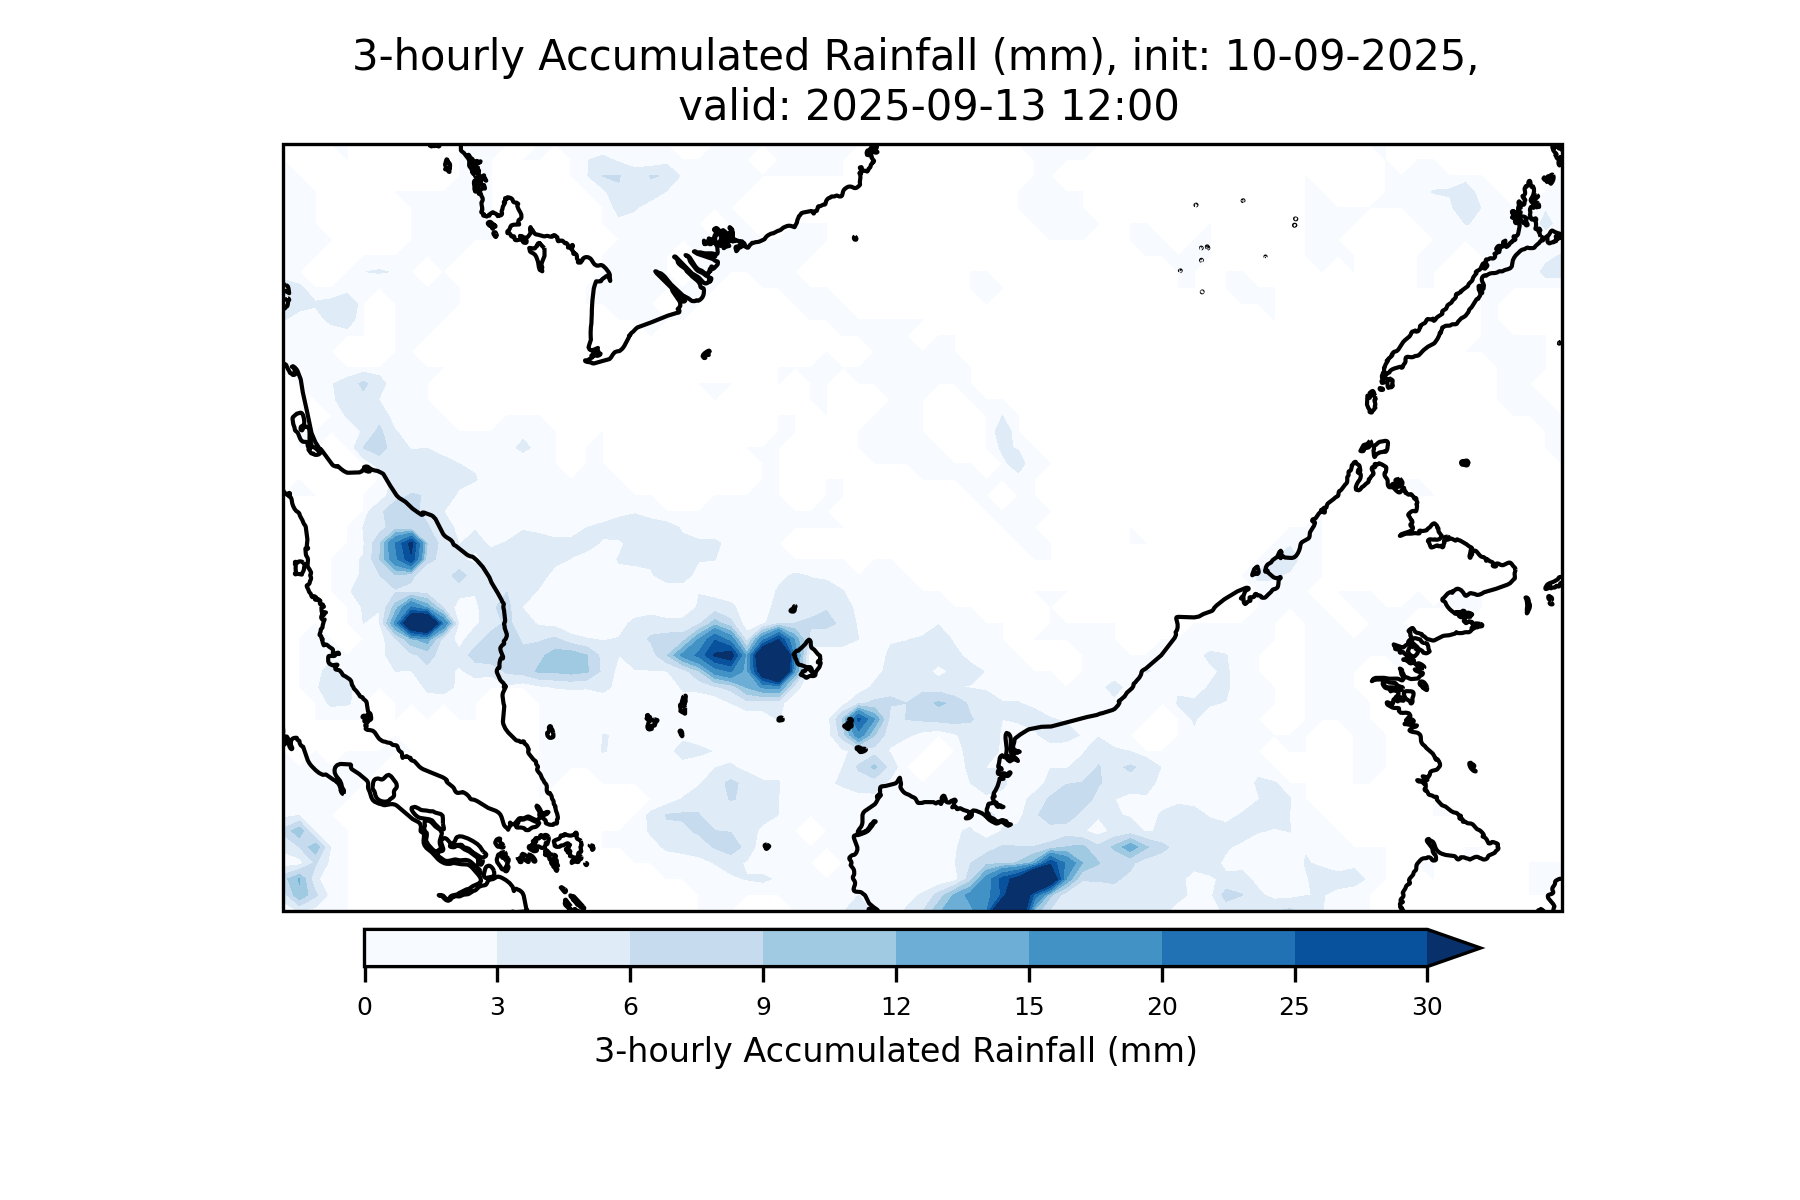 3-hourly Accumulated Rainfall (mm), init: 10-09-2025,
valid: 2025-09-13 12:00
0 3 6 9 12 15 20 25 30
3-hourly Accumulated Rainfall (mm)